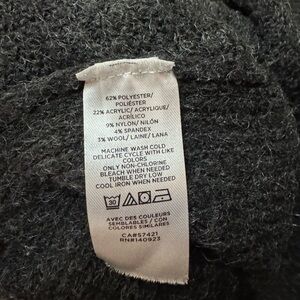 62% POLYESTER/
POLIÉSTER
22% ACRYLIC/ ACRYLIQUE/
ACRÍLICO
9% NYLON/ NILÓN
4% SPANDEX
3% WOOL/ LAINE/ LANA
MACHINE WASH COLD
DELICATE CYCLE WITH LIKE
COLORS
ONLY NON-CHLORINE
BLEACH WHEN NEEDED
TUMBLE DRY LOW
COOL IRON WHEN NEEDED
30
AVEC DES COULEURS
SEMBLABLES / CON
COLORES SIMILARES
CA#57421
RN#140923